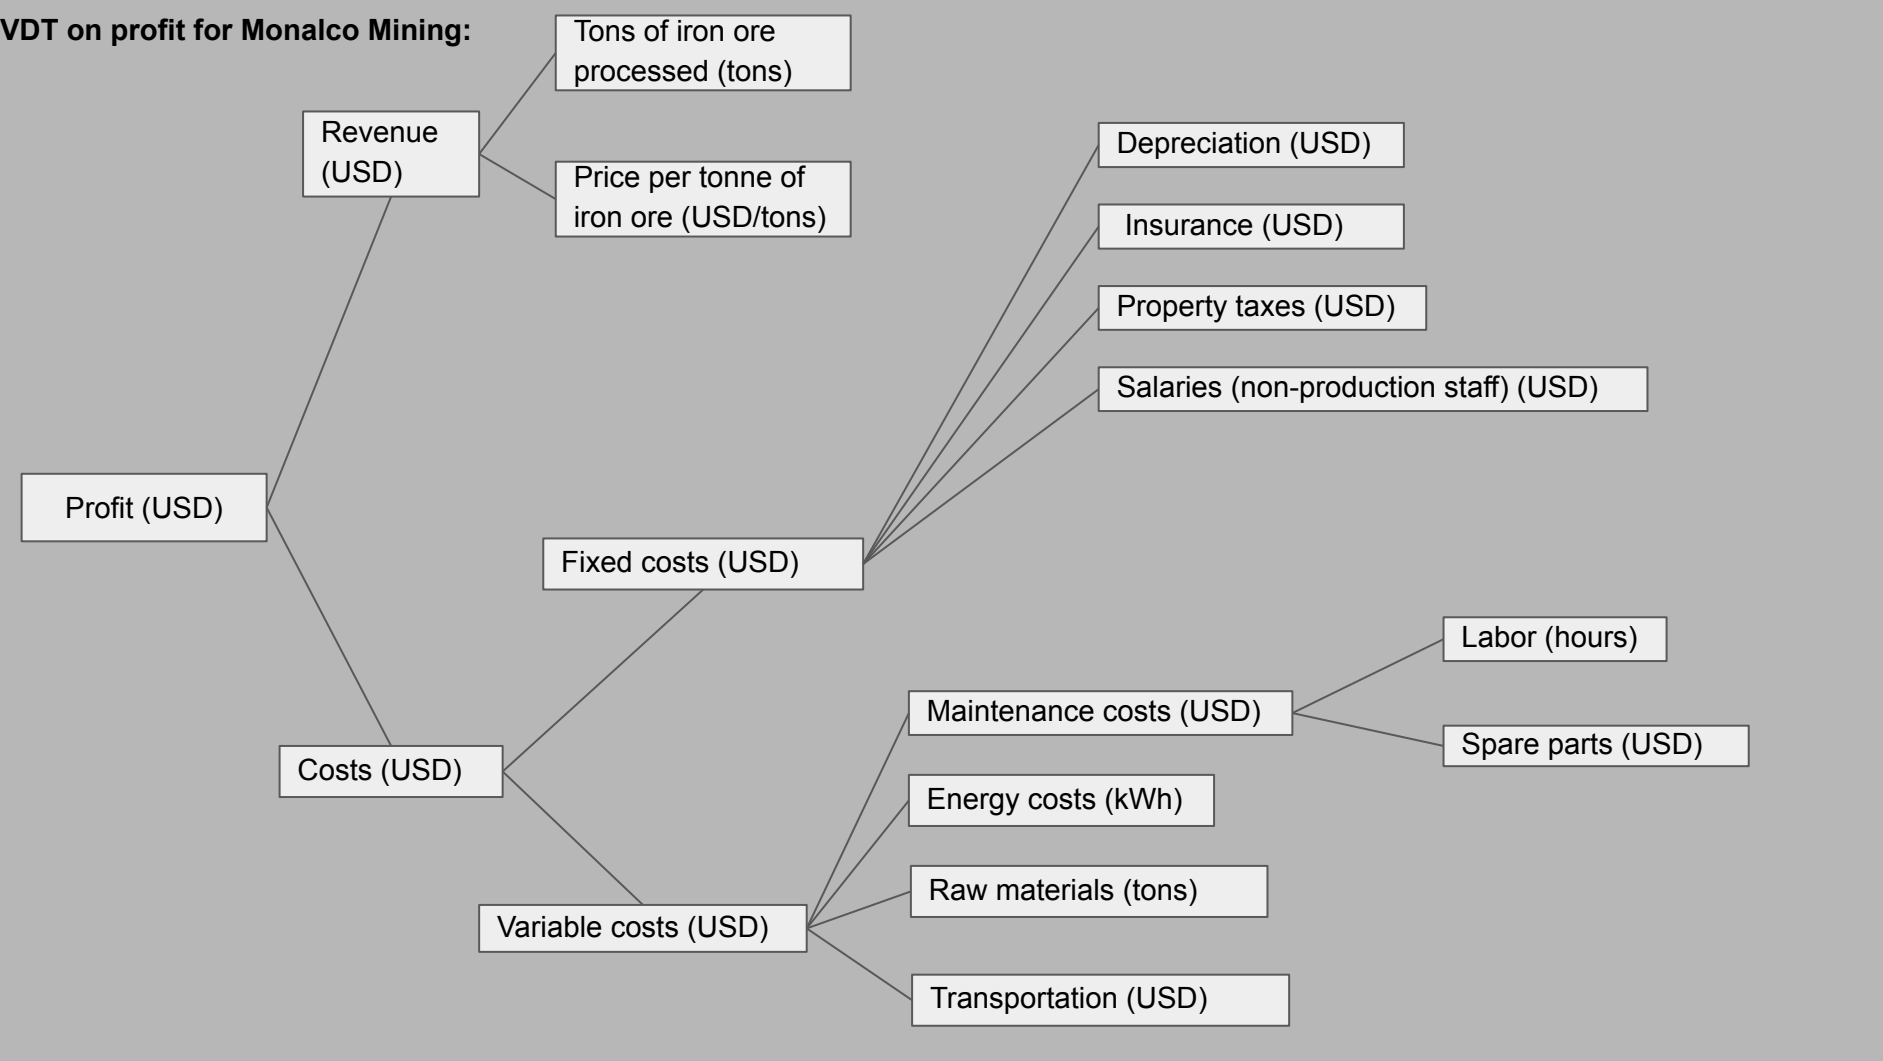 VDT on profit for Monalco Mining:
Tons of iron ore
processed (tons)
Revenue
(USD)
Price per tonne of
iron ore (USD/tons)
Depreciation (USD)
Insurance (USD)
Property taxes (USD)
Salaries (non-production staff) (USD)
Profit (USD)
Fixed costs (USD)
Labor (hours)
Maintenance costs (USD)
Spare parts (USD)
Costs (USD)
Energy costs (kWh)
Raw materials (tons)
Variable costs (USD)
Transportation (USD)